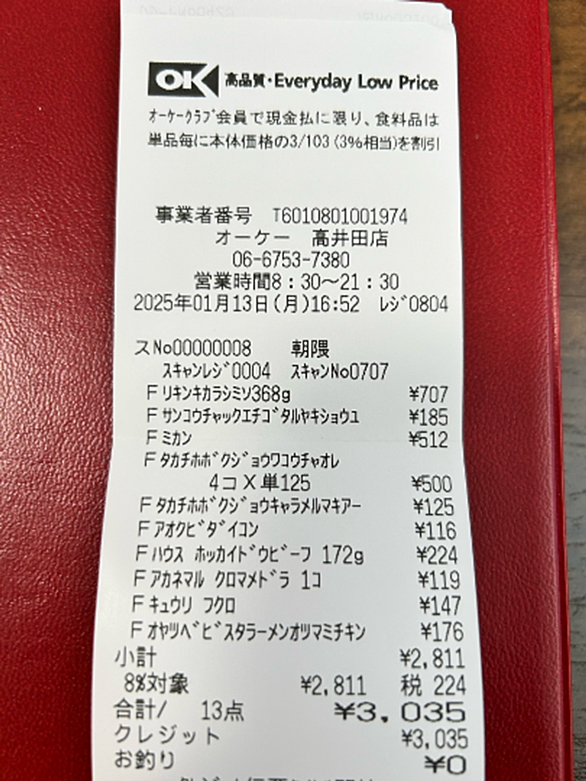 OK 高品質・Everyday Low Price
オーケークラブ会員で現金払に限り、食料品は
単品毎に本体価格の3/103 (3%相当)を割引
事業者番号 T6010801001974
オーケー 高井田店
06-6753-7380
営業時間8:30〜21:30
2025年01月13日(月)16:52 レジ0804
スNo00000008 朝隈
スキャンレジ0004 スキャンNo0707
F リキンキカラシミソ368g ¥707
F サンコウチャックエチゴタルヤキショウユ ¥185
F ミカン ¥512
F タカチホボクジョウワコウチャオレ
4コ X 単125 ¥500
F タカチホボクジョウキャラメルマキアー ¥125
F アオクビダイコン ¥116
F ハウス ホッカイドウビーフ 172g ¥224
F アカネマル クロマメドラ 1コ ¥119
F キュウリ フクロ ¥147
F オヤツベビスタラーメンオツマミチキン ¥176
小計 ¥2,811
8%対象 ¥2,811 税 224
合計/ 13点 ¥3,035
クレジット ¥3,035
お釣り ¥0